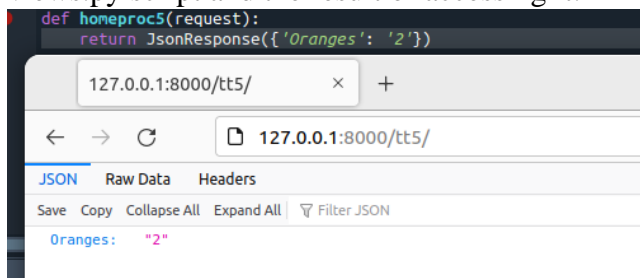 def homeproc5(request):
return JsonResponse({'Oranges': '2'})
127.0.0.1:8000/tt5/ × +
127.0.0.1:8000/tt5/
JSON Raw Data Headers
Save Copy Collapse All Expand All Filter JSON
Oranges: "2"